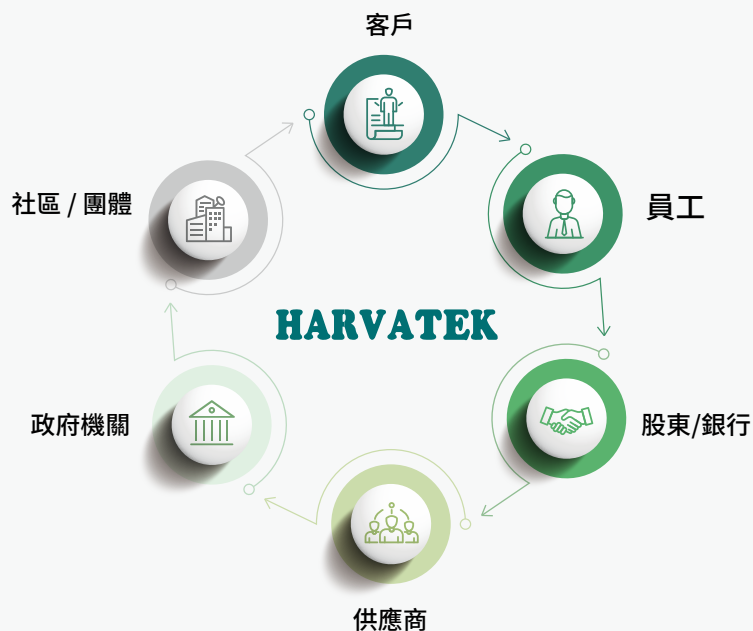 客戶
員工
股東/銀行
供應商
政府機關
社區 / 團體
HARVATEK